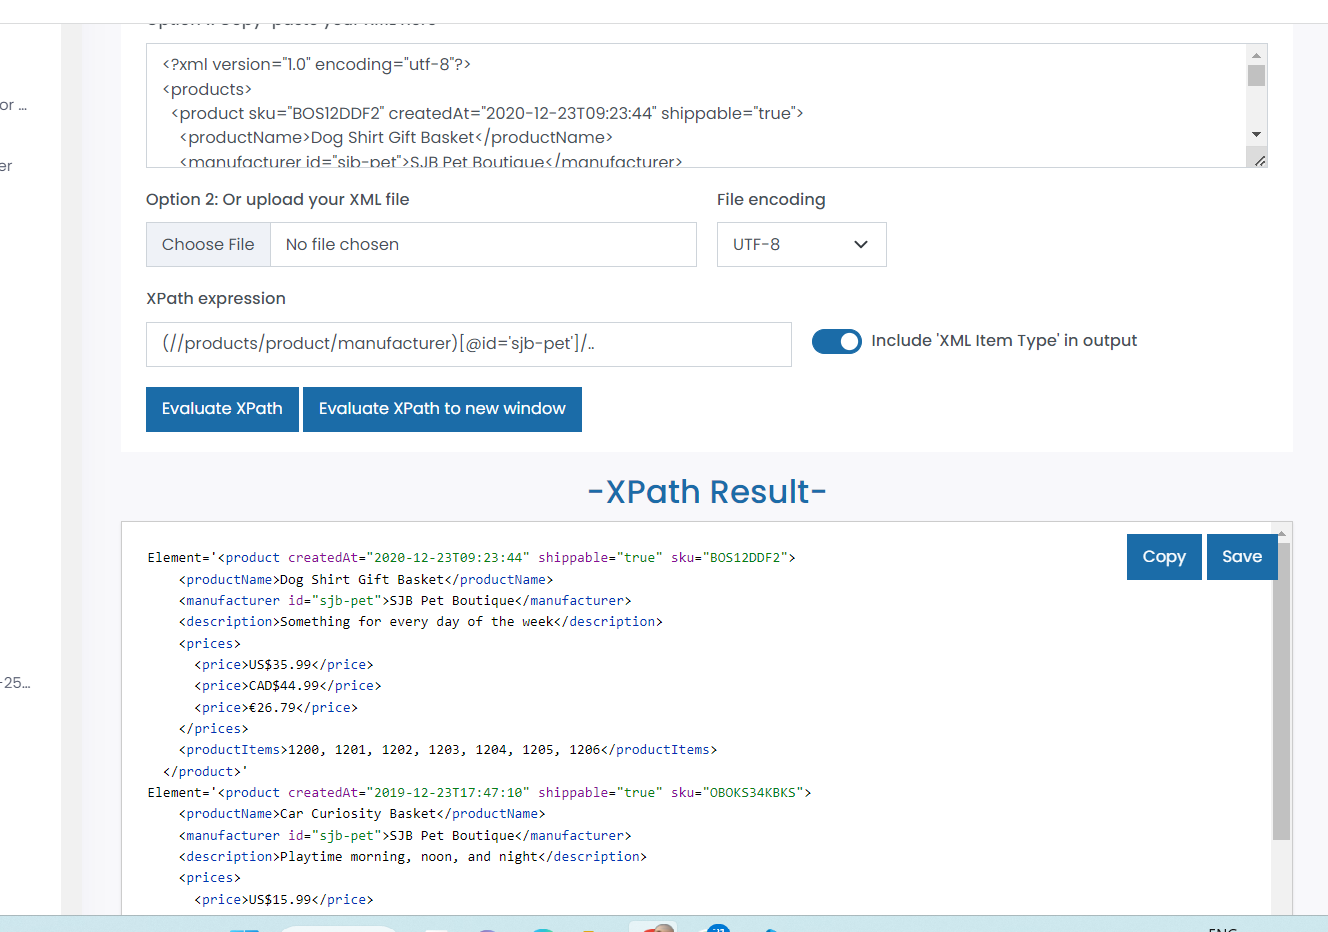 or ...
er
-25...
<?xml version="1.0" encoding="utf-8"?>
<products>
<product sku="BOS12DDF2" createdAt="2020-12-23T09:23:44" shippable="true">
<productName>Dog Shirt Gift Basket</productName>
<manufacturer id="sjb-pet">SJB Pet Boutique</manufacturer>
Option 2: Or upload your XML file
File encoding
Choose File
No file chosen
UTF-8
XPath expression
(//products/product/manufacturer)[@id='sjb-pet']/..
Include 'XML Item Type' in output
Evaluate XPath
Evaluate XPath to new window
-XPath Result-
Copy
Save
Element='<product createdAt="2020-12-23T09:23:44" shippable="true" sku="BOS12DDF2">
<productName>Dog Shirt Gift Basket</productName>
<manufacturer id="sjb-pet">SJB Pet Boutique</manufacturer>
<description>Something for every day of the week</description>
<prices>
<price>US$35.99</price>
<price>CAD$44.99</price>
<price>€26.79</price>
</prices>
<productItems>1200, 1201, 1202, 1203, 1204, 1205, 1206</productItems>
</product>'
Element='<product createdAt="2019-12-23T17:47:10" shippable="true" sku="OBOKS34KBKS">
<productName>Car Curiosity Basket</productName>
<manufacturer id="sjb-pet">SJB Pet Boutique</manufacturer>
<description>Playtime morning, noon, and night</description>
<prices>
<price>US$15.99</price>